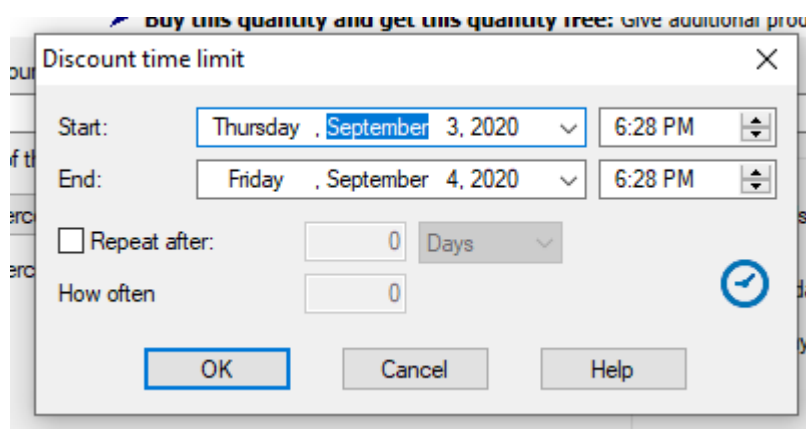 Buy this quantity and get this quantity free: Give additional prod
Discount time limit
Start: Thursday , September 3, 2020 6:28 PM
End: Friday , September 4, 2020 6:28 PM
Repeat after: 0 Days
How often 0
OK Cancel Help